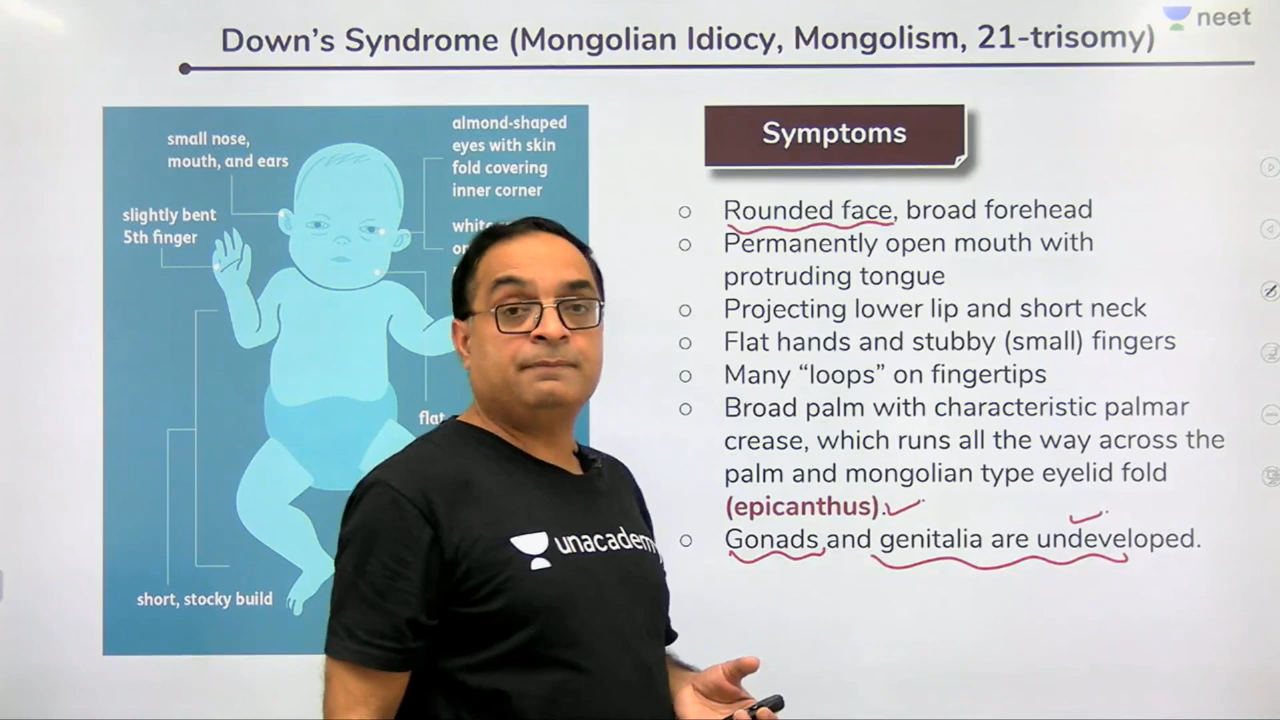 Down's Syndrome (Mongolian Idiocy, Mongolism, 21-trisomy)
neet
small nose,
mouth, and ears
slightly bent
5th finger
almond-shaped
eyes with skin
fold covering
inner corner
flat
short, stocky build
unacademy
Symptoms
Rounded face, broad forehead
Permanently open mouth with
protruding tongue
Projecting lower lip and short neck
Flat hands and stubby (small) fingers
Many “loops” on fingertips
Broad palm with characteristic palmar
crease, which runs all the way across the
palm and mongolian type eyelid fold
(epicanthus).
Gonads and genitalia are undeveloped.